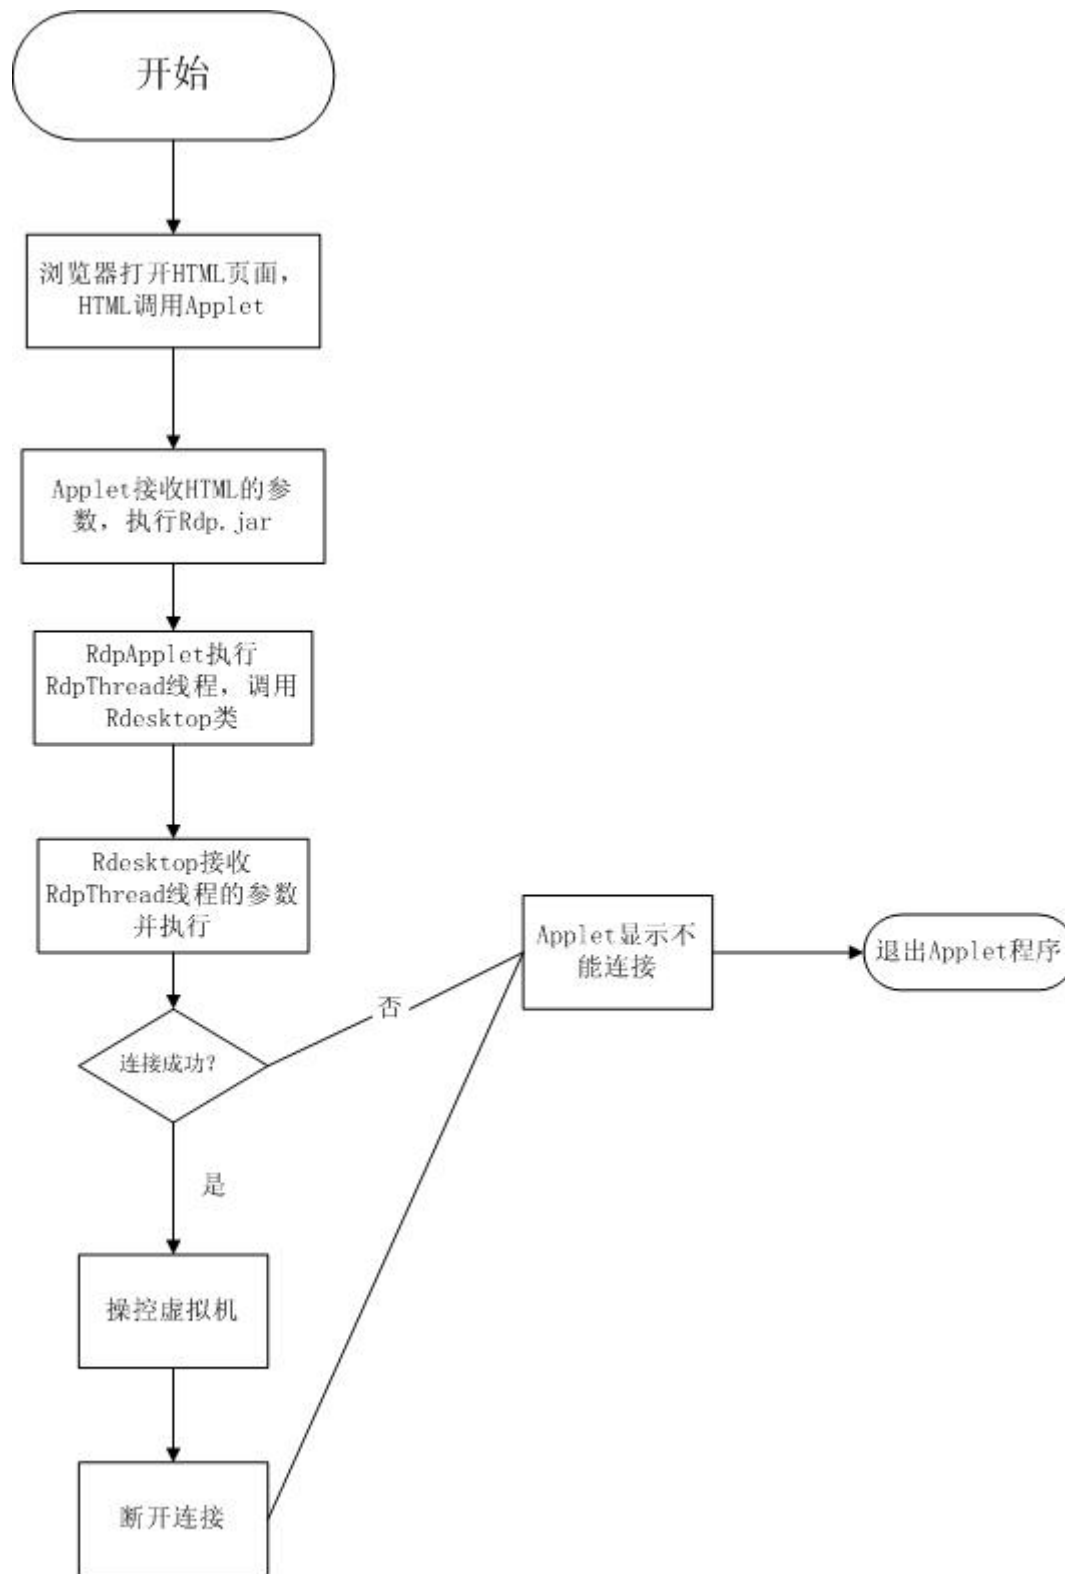 开始
浏览器打开HTML页面，
HTML调用Applet
Applet接收HTML的参
数，执行Rdp.jar
RdpApplet执行
RdpThread线程，调用
Rdesktop类
Rdesktop接收
RdpThread线程的参数
并执行
Applet显示不
能连接
退出Applet程序
否
连接成功？
是
操控虚拟机
断开连接